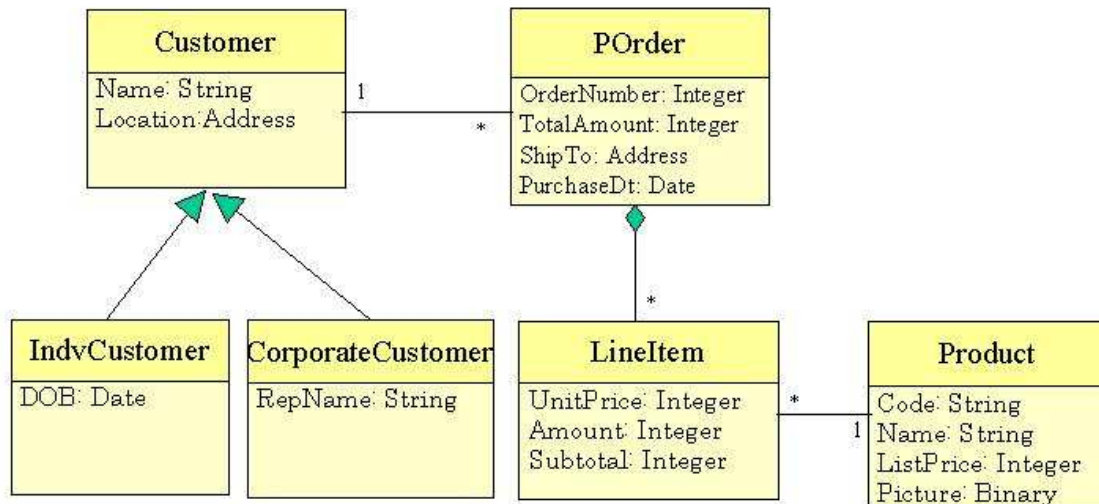 Customer
Name: String
Location:Address
1
*
POrder
OrderNumber: Integer
TotalAmount: Integer
ShipTo: Address
PurchaseDt: Date
*
IndvCustomer
DOB: Date
CorporateCustomer
RepName: String
LineItem
UnitPrice: Integer
Amount: Integer
Subtotal: Integer
*
1
Product
Code: String
Name: String
ListPrice: Integer
Picture: Binary